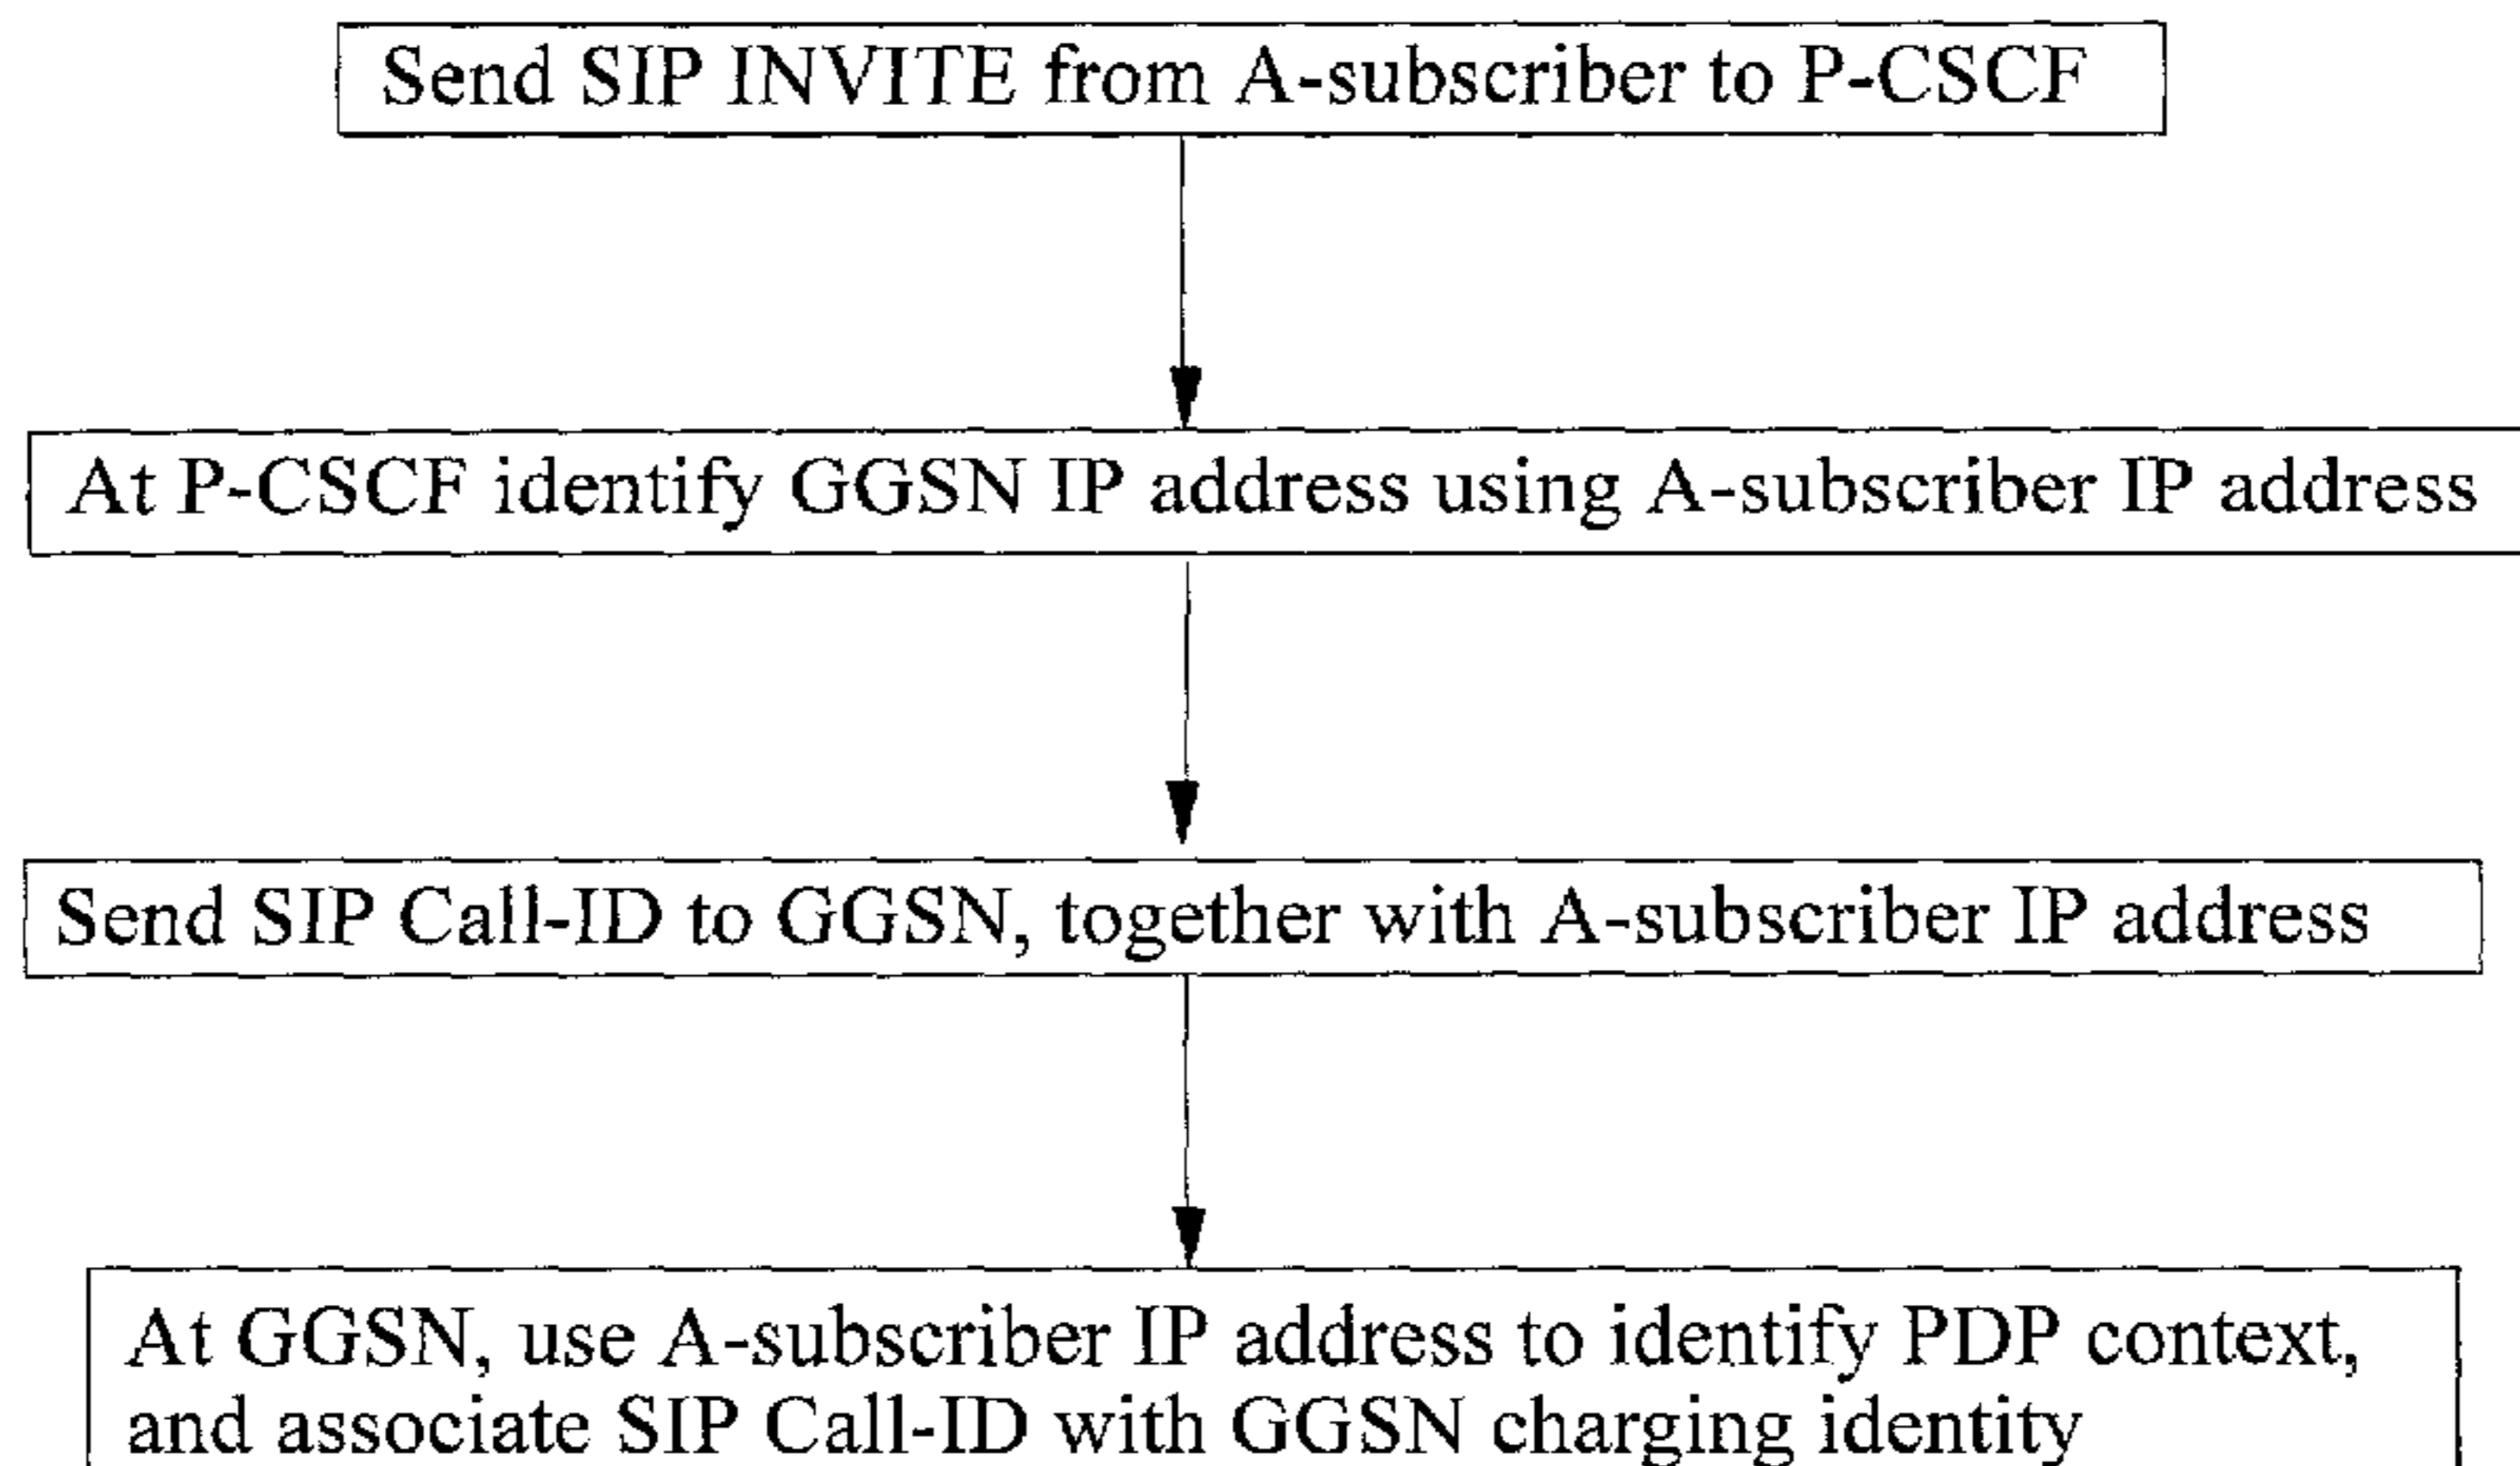 Send SIP INVITE from A-subscriber to P-CSCF
At P-CSCF identify GGSN IP address using A-subscriber IP address
Send SIP Call-ID to GGSN, together with A-subscriber IP address
At GGSN, use A-subscriber IP address to identify PDP context,
and associate SIP Call-ID with GGSN charging identity